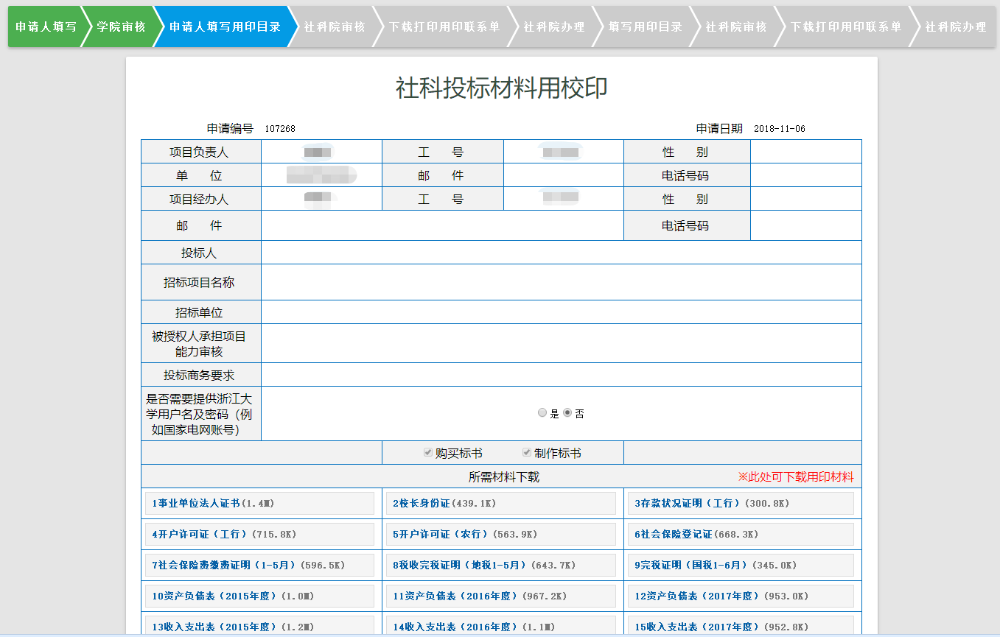 申请人填写 学院审核 申请人填写用印目录 社科院审核 下载打印用印联系单 社科院办理 填写用印目录 社科院审核 下载打印用印联系单 社科院办理
社科投标材料用校印
申请编号 107268 申请日期 2018-11-06
项目负责人 工 号 性 别
单 位 邮 件 电话号码
项目经办人 工 号 性 别
邮 件 电话号码
投标人
招标项目名称
招标单位
被授权人承担项目
能力审核
投标商务要求
是否需要提供浙江大
学用户名及密码（例
如国家电网账号）
是 否
购买标书 制作标书
所需材料下载 ※此处可下载用印材料
1事业单位法人证书(1.4M) 2校长身份证(439.1K) 3存款状况证明（工行）(300.8K)
4开户许可证（工行）(715.8K) 5开户许可证（农行）(563.9K) 6社会保险登记证(668.3K)
7社会保险费缴费证明（1-5月）(596.5K) 8税收完税证明（地税1-5月）(643.7K) 9完税证明（国税1-6月）(345.0K)
10资产负债表（2015年度）(1.0M) 11资产负债表（2016年度）(967.2K) 12资产负债表（2017年度）(953.0K)
13收入支出表（2015年度）(1.2M) 14收入支出表（2016年度）(1.1M) 15收入支出表（2017年度）(952.8K)